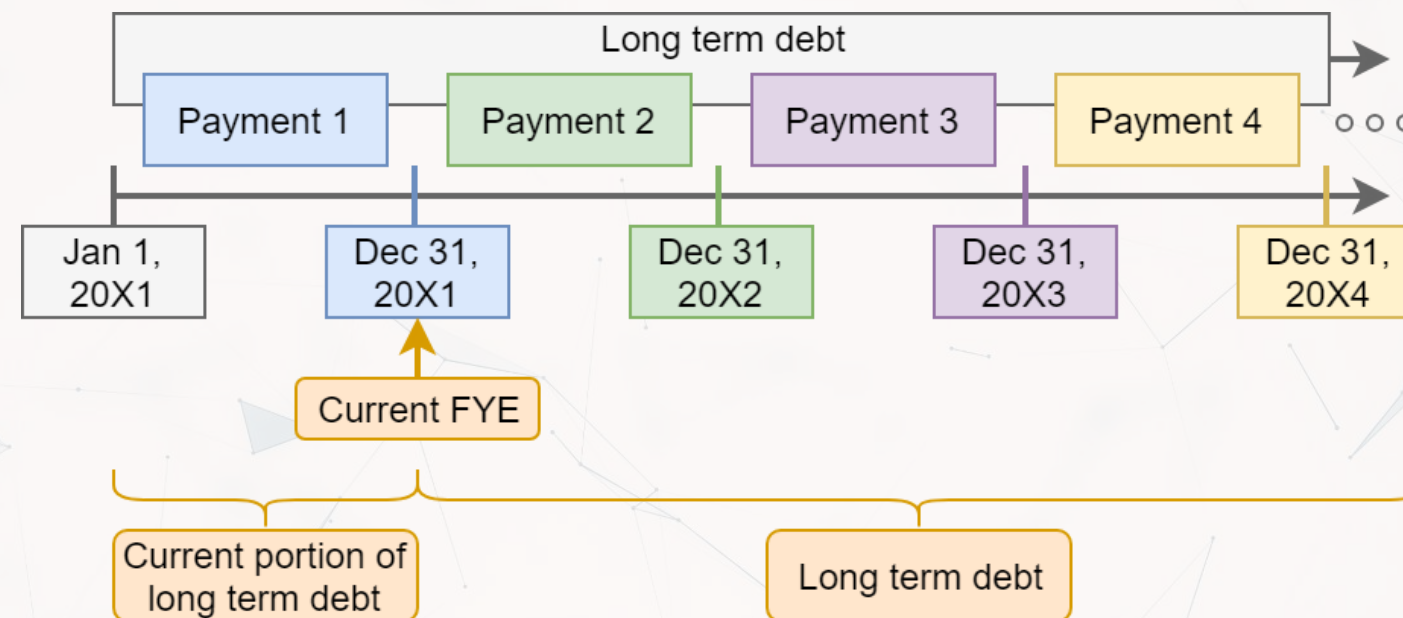 Long term debt
Payment 1
Payment 2
Payment 3
Payment 4
Jan 1,
20X1
Dec 31,
20X1
Dec 31,
20X2
Dec 31,
20X3
Dec 31,
20X4
Current FYE
Current portion of
long term debt
Long term debt